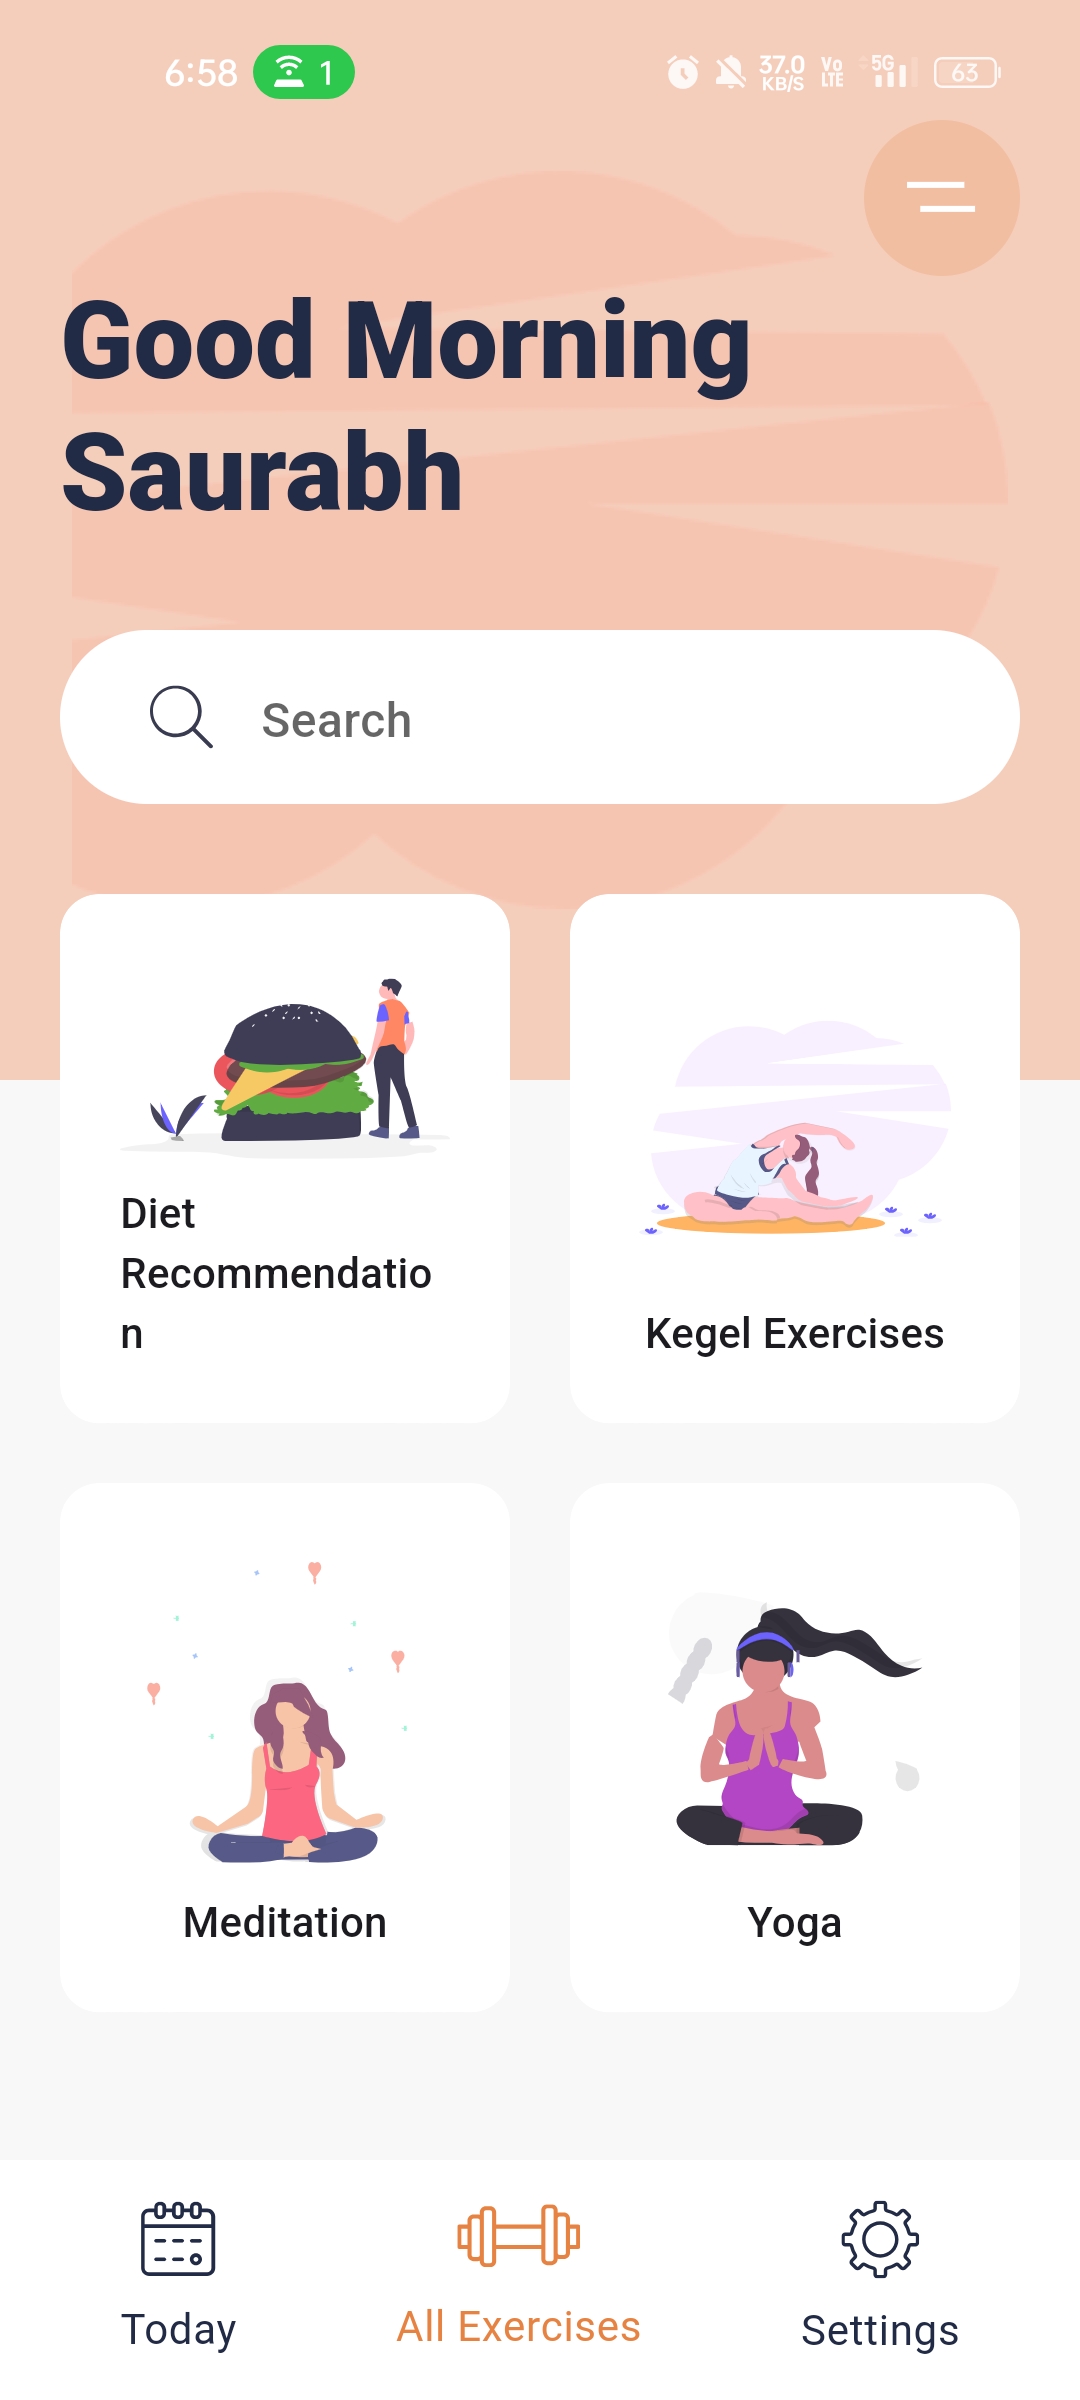 6:58 1 37.0 KB/S Vo LTE 5G 63
Good Morning
Saurabh
Search
Diet
Recommendatio
n
Kegel Exercises
Meditation
Yoga
Today
All Exercises
Settings